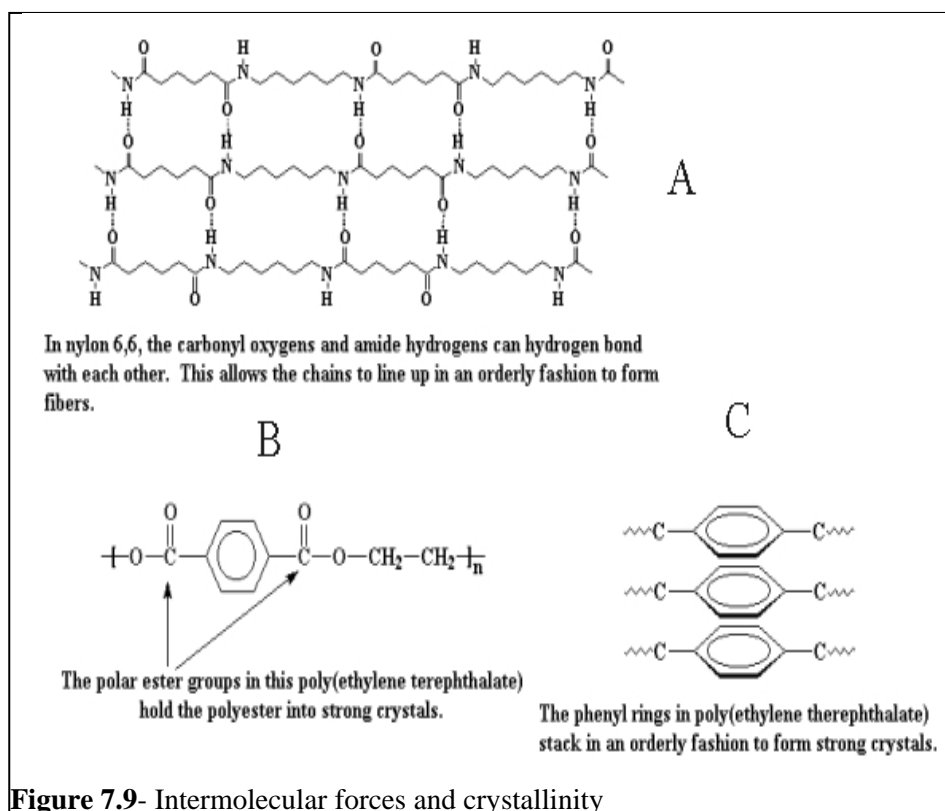 O H O H O
N N N N N
H O H O H
O H O H O
N N N N N
H O H O H
O H O H O
N N N N N
H O H O H
A
In nylon 6,6, the carbonyl oxygens and amide hydrogens can hydrogen bond
with each other. This allows the chains to line up in an orderly fashion to form
fibers.
B
C
O O
O C C O CH2 CH2 n
C C
C C
C C
The polar ester groups in this poly(ethylene terephthalate)
hold the polyester into strong crystals.
The phenyl rings in poly(ethylene therephthalate)
stack in an orderly fashion to form strong crystals.
Figure 7.9- Intermolecular forces and crystallinity